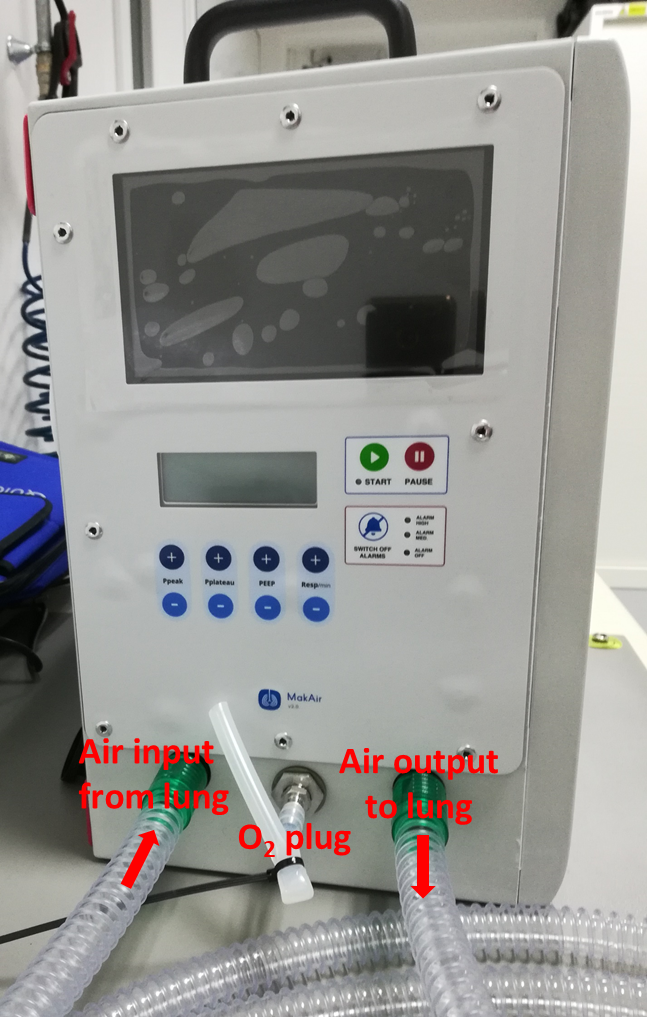 START PAUSE
ALARM
HIGH
ALARM
MED
SWITCH OFF
ALARMS
ALARM
OFF
+ + + +
Ppeak Pplateau PEEP Resp/min
- - - -
MakAir
Air input
from lung
Air output
to lung
O₂ plug